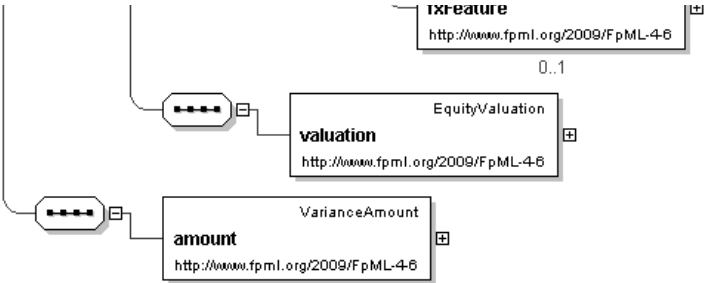 fxFeature
http://www.fpml.org/2009/FpML-4-6
0..1
EquityValuation
valuation
http://www.fpml.org/2009/FpML-4-6
VarianceAmount
amount
http://www.fpml.org/2009/FpML-4-6